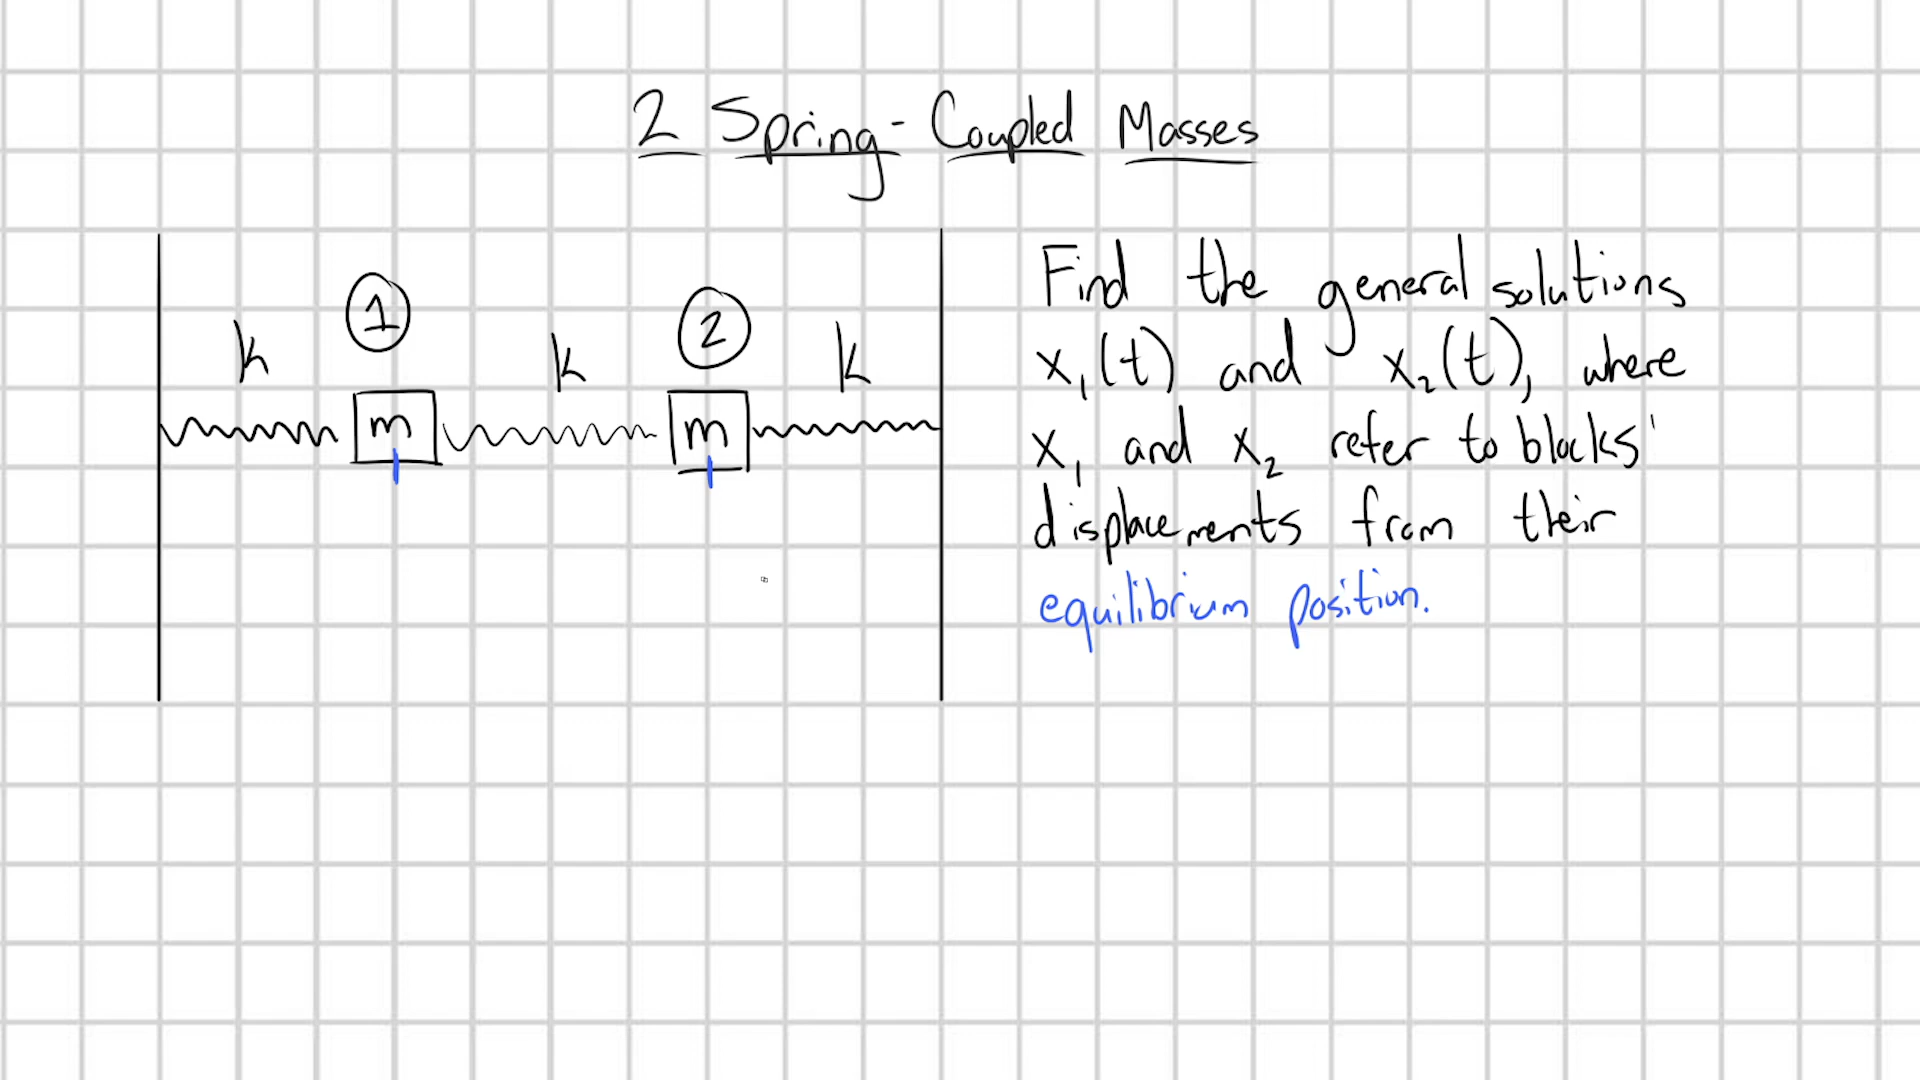 2 Spring-Coupled Masses
1 2
k k k
m m
Find the general solutions
x₁(t) and x₂(t), where
x₁ and x₂ refer to blocks'
displacements from their
equilibrium position.